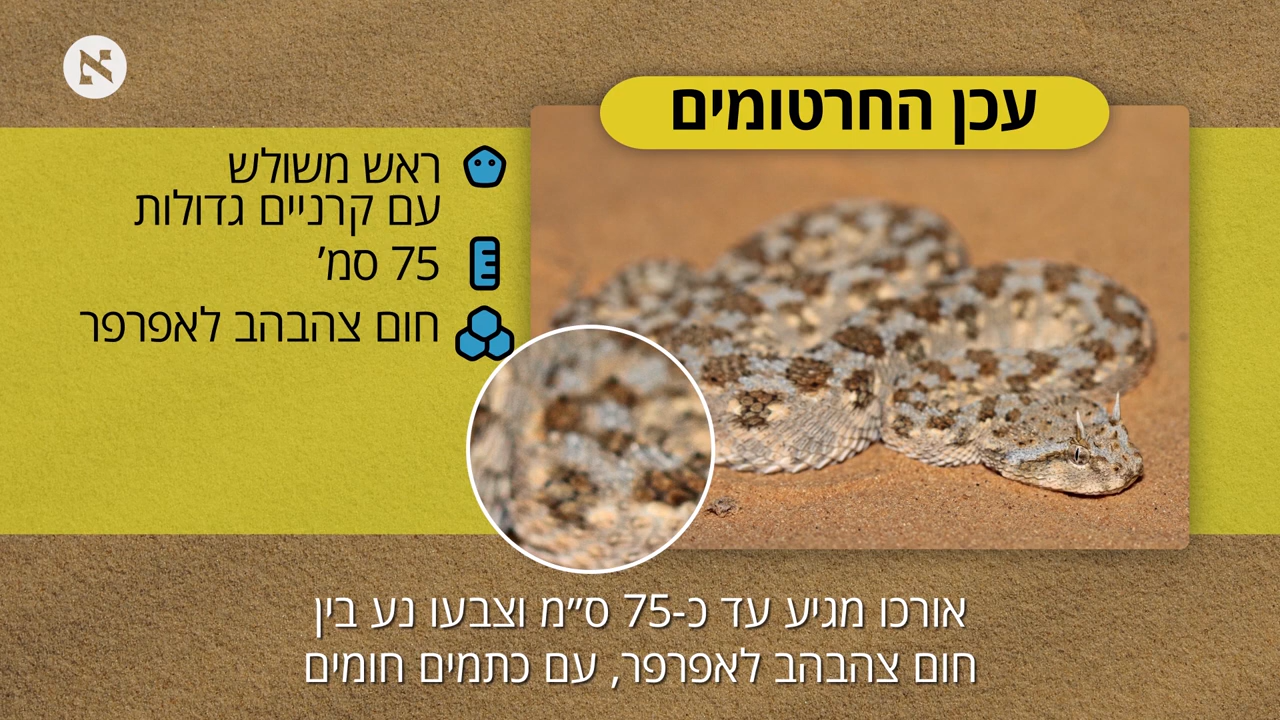 א
עכן החרטומים
ראש משולש
עם קרניים גדולות
75 סמ׳
חום צהבהב לאפרפר
אורכו מגיע עד כ-75 ס״מ וצבעו נע בין
חום צהבהב לאפרפר, עם כתמים חומים